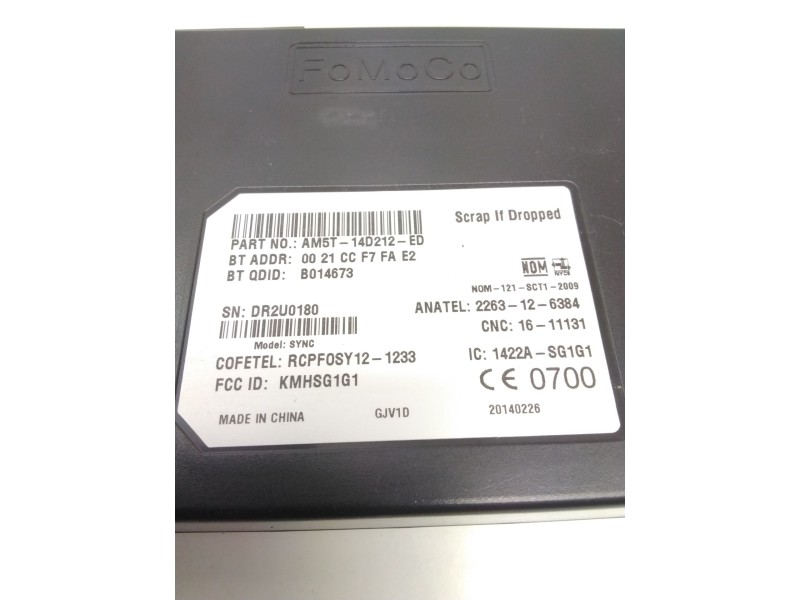 FoMoCo
Scrap If Dropped
PART NO.: AM5T-14D212-ED
BT ADDR: 00 21 CC F7 FA E2
BT QDID: B014673
NOM
NYCE
NOM-121-SCT1-2009
SN: DR2U0180
ANATEL: 2263-12-6384
CNC: 16-11131
Model: SYNC
COFETEL: RCPFOSY12-1233
IC: 1422A-SG1G1
FCC ID: KMHSG1G1
CE 0700
MADE IN CHINA
GJV1D
20140226